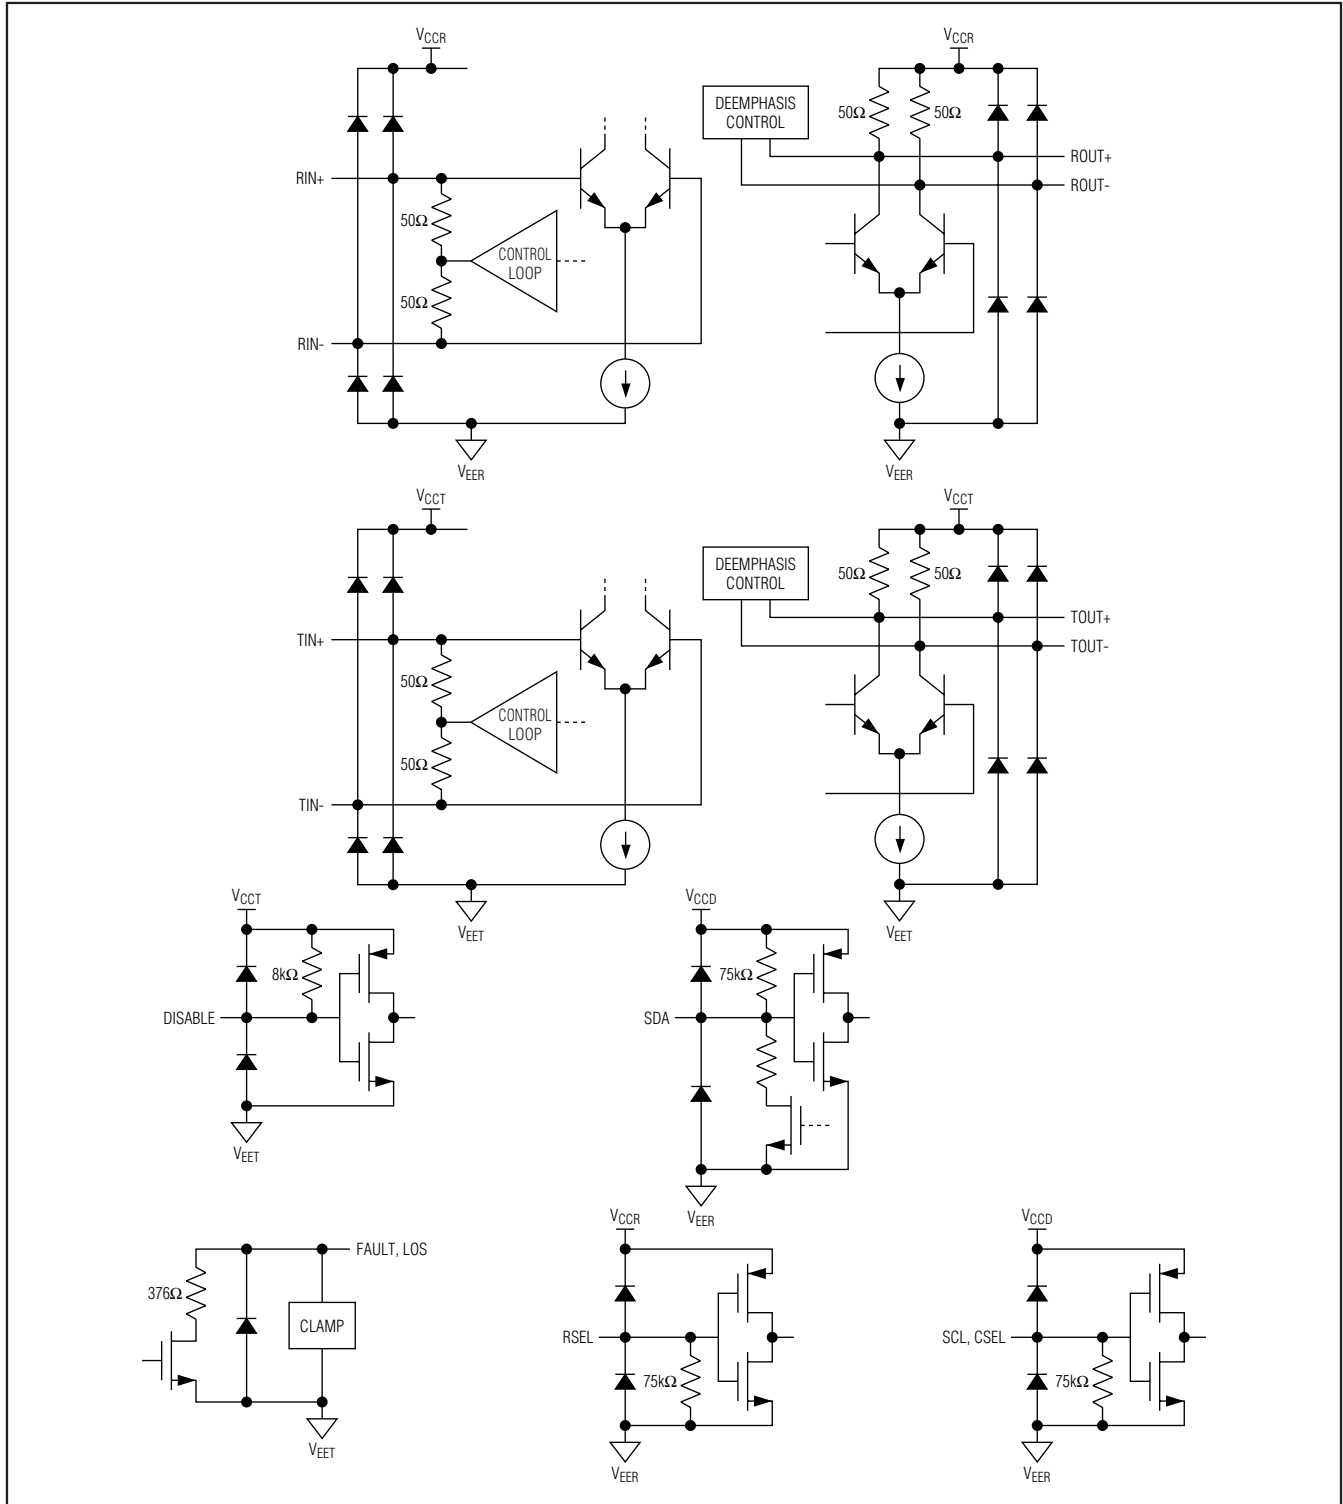 VCCR
VCCR
DEEMPHASIS
CONTROL
50Ω
50Ω
ROUT+
RIN+
ROUT-
50Ω
CONTROL
LOOP
50Ω
RIN-
VEER
VEER
VCCT
VCCT
DEEMPHASIS
CONTROL
50Ω
50Ω
TOUT+
TIN+
TOUT-
50Ω
CONTROL
LOOP
50Ω
TIN-
VCCT
VCCD
VEET
VEET
8kΩ
75kΩ
DISABLE
SDA
VEET
VEER
VCCR
VCCD
FAULT, LOS
376Ω
CLAMP
RSEL
SCL, CSEL
75kΩ
75kΩ
VEET
VEER
VEER